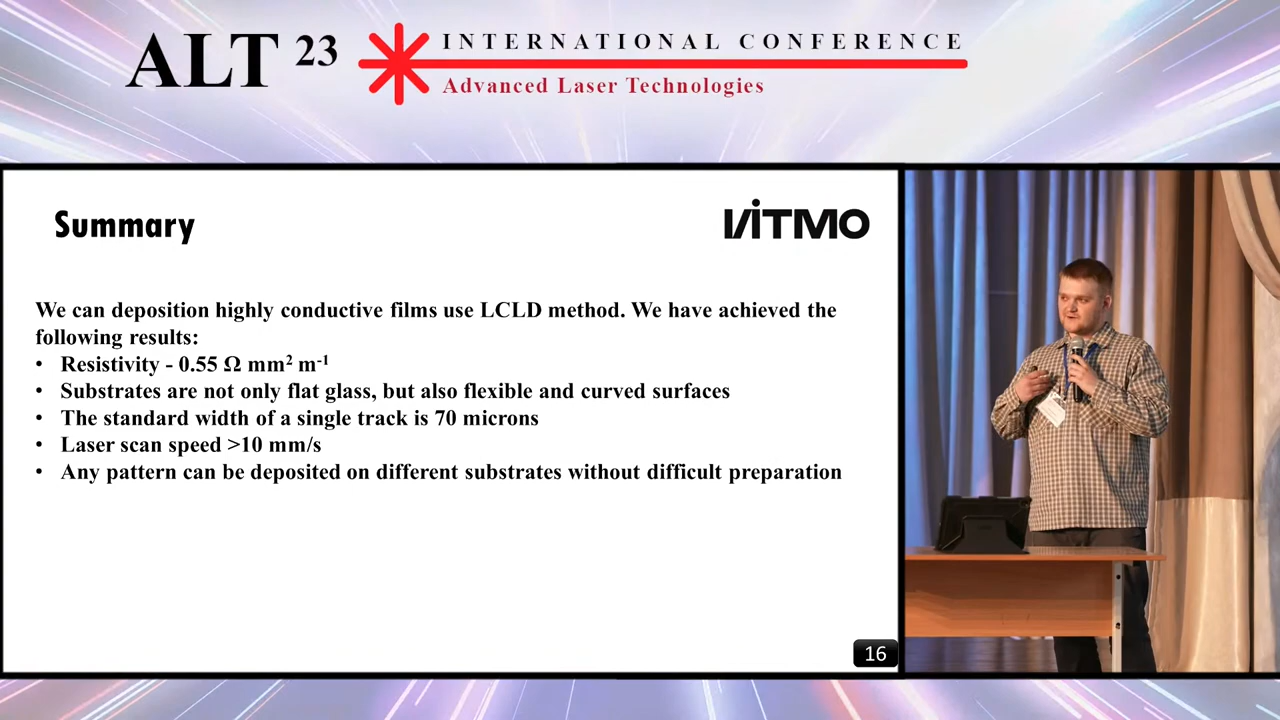 ALT 23
INTERNATIONAL CONFERENCE
Advanced Laser Technologies
Summary
ITMO
We can deposition highly conductive films use LCLD method. We have achieved the
following results:
• Resistivity - 0.55 Ω mm² m⁻¹
• Substrates are not only flat glass, but also flexible and curved surfaces
• The standard width of a single track is 70 microns
• Laser scan speed >10 mm/s
• Any pattern can be deposited on different substrates without difficult preparation
16